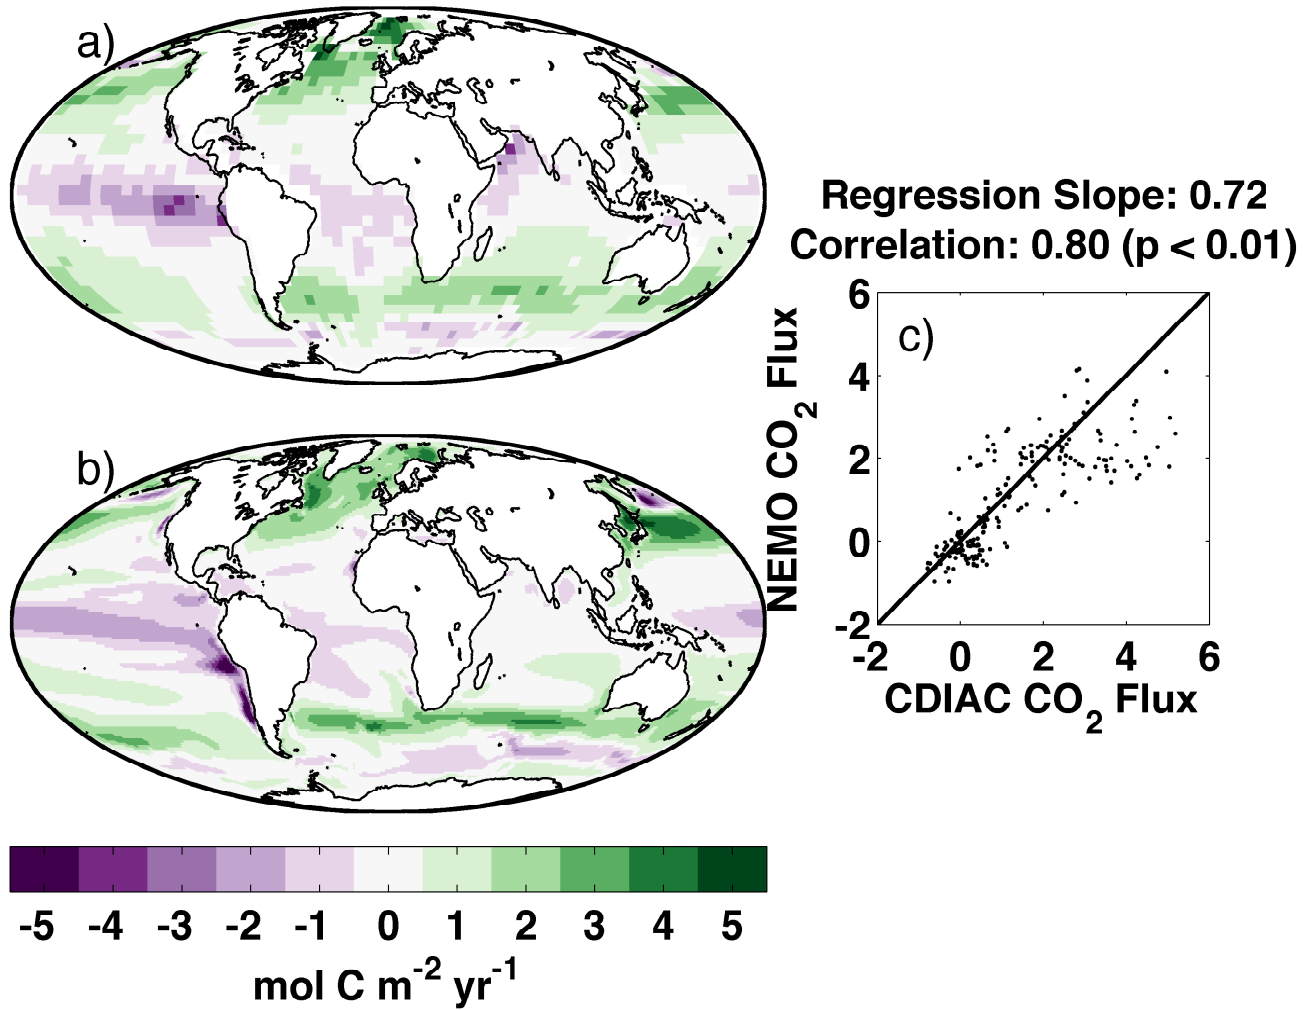 a)
Regression Slope: 0.72
Correlation: 0.80 (p < 0.01)
c)
6
4
2
0
-2
-2 0 2 4 6
NEMO CO2 Flux
CDIAC CO2 Flux
b)
-5 -4 -3 -2 -1 0 1 2 3 4 5
mol C m-2 yr-1